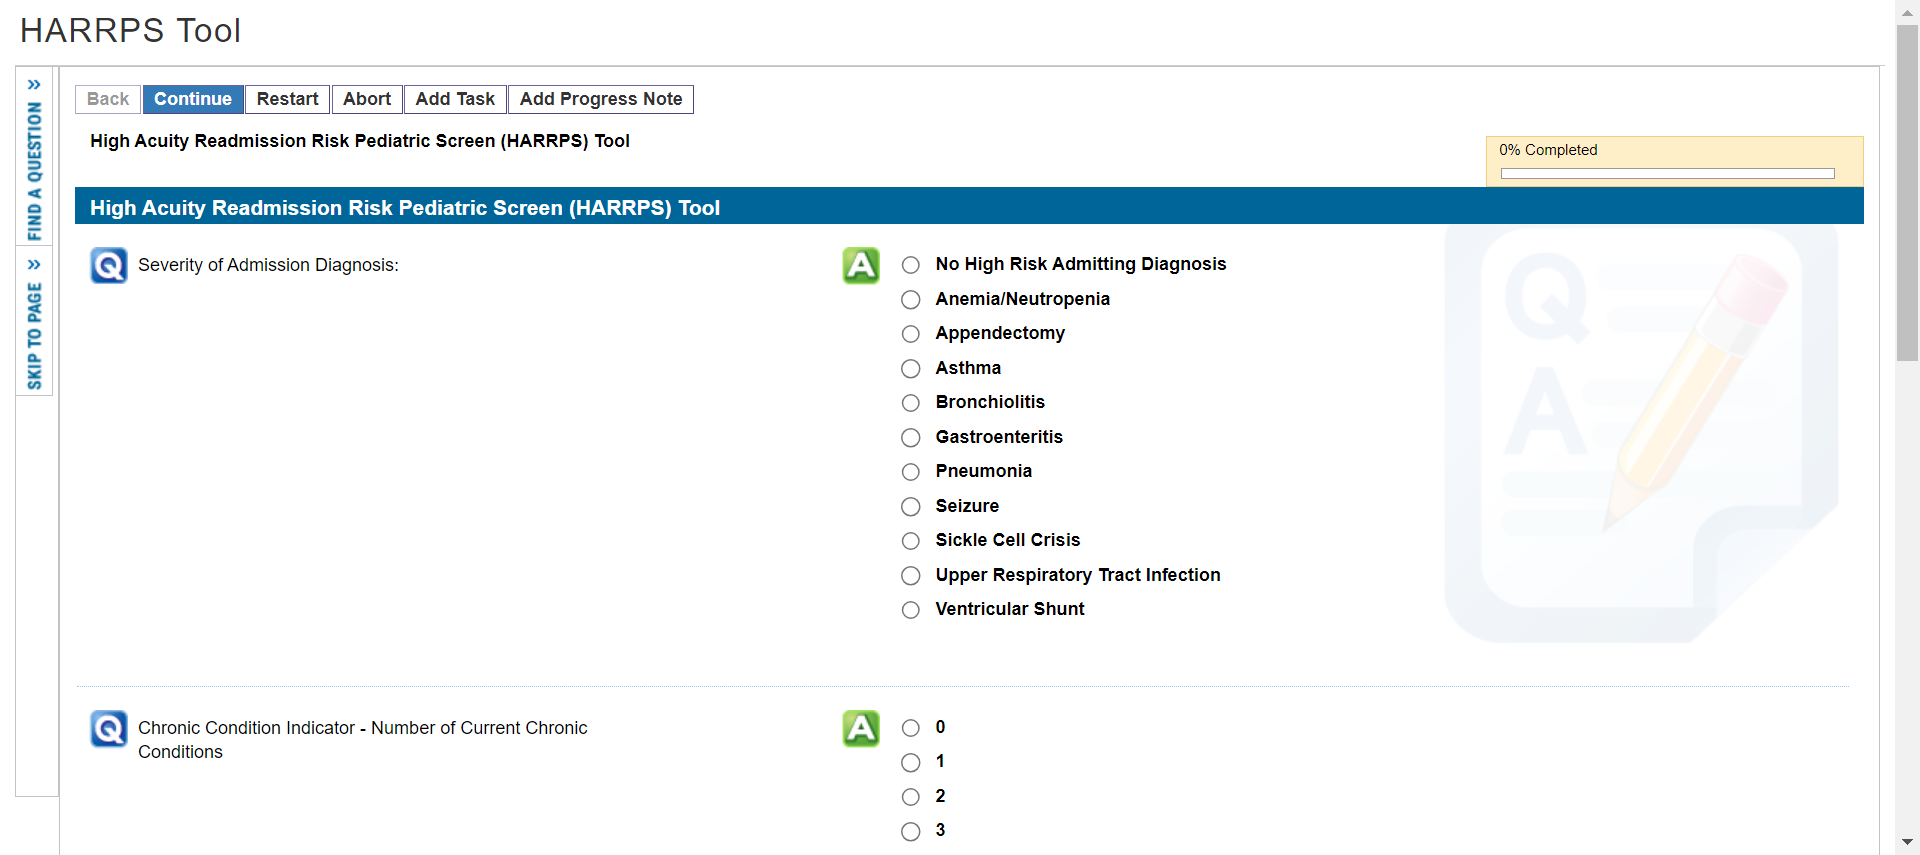 HARRPS Tool
Back Continue Restart Abort Add Task Add Progress Note
FIND A QUESTION »
SKIP TO PAGE »
High Acuity Readmission Risk Pediatric Screen (HARRPS) Tool
0% Completed
High Acuity Readmission Risk Pediatric Screen (HARRPS) Tool
Q Severity of Admission Diagnosis:
A No High Risk Admitting Diagnosis
Anemia/Neutropenia
Appendectomy
Asthma
Bronchiolitis
Gastroenteritis
Pneumonia
Seizure
Sickle Cell Crisis
Upper Respiratory Tract Infection
Ventricular Shunt
Q
A
Q Chronic Condition Indicator - Number of Current Chronic
Conditions
A 0
1
2
3